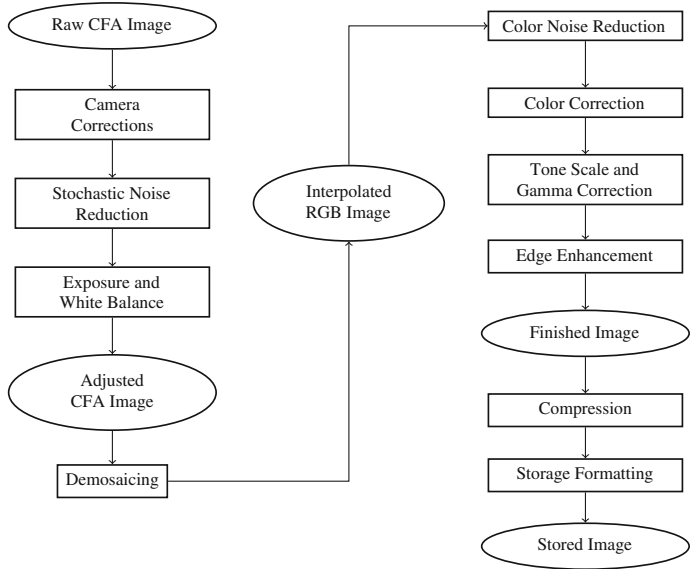 Raw CFA Image
Camera
Corrections
Stochastic Noise
Reduction
Exposure and
White Balance
Adjusted
CFA Image
Demosaicing
Interpolated
RGB Image
Color Noise Reduction
Color Correction
Tone Scale and
Gamma Correction
Edge Enhancement
Finished Image
Compression
Storage Formatting
Stored Image